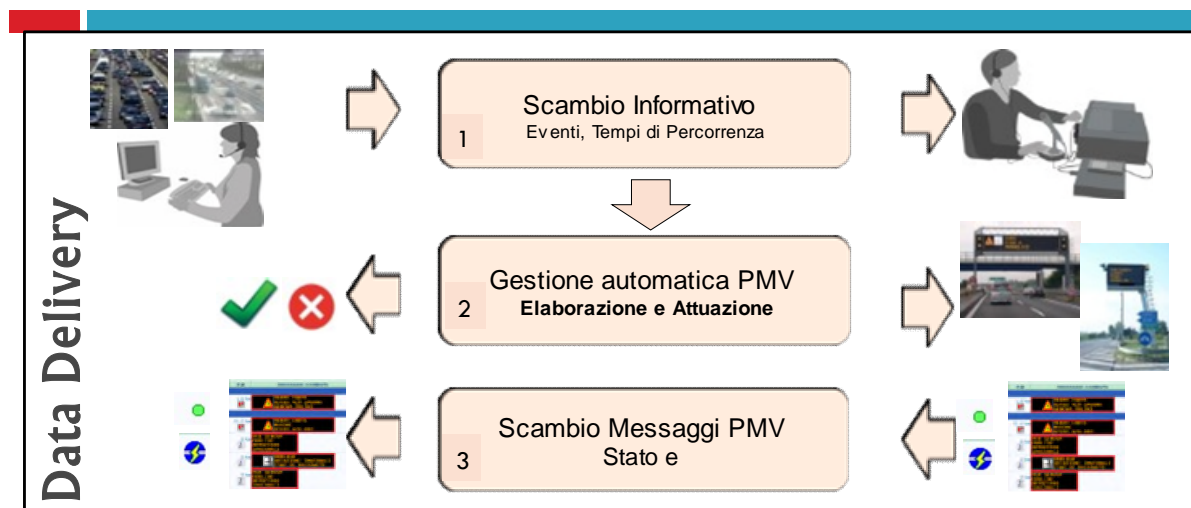 Data Delivery
Scambio Informativo
Eventi, Tempi di Percorrenza
1
Gestione automatica PMV
Elaborazione e Attuazione
2
Scambio Messaggi PMV
Stato e
3